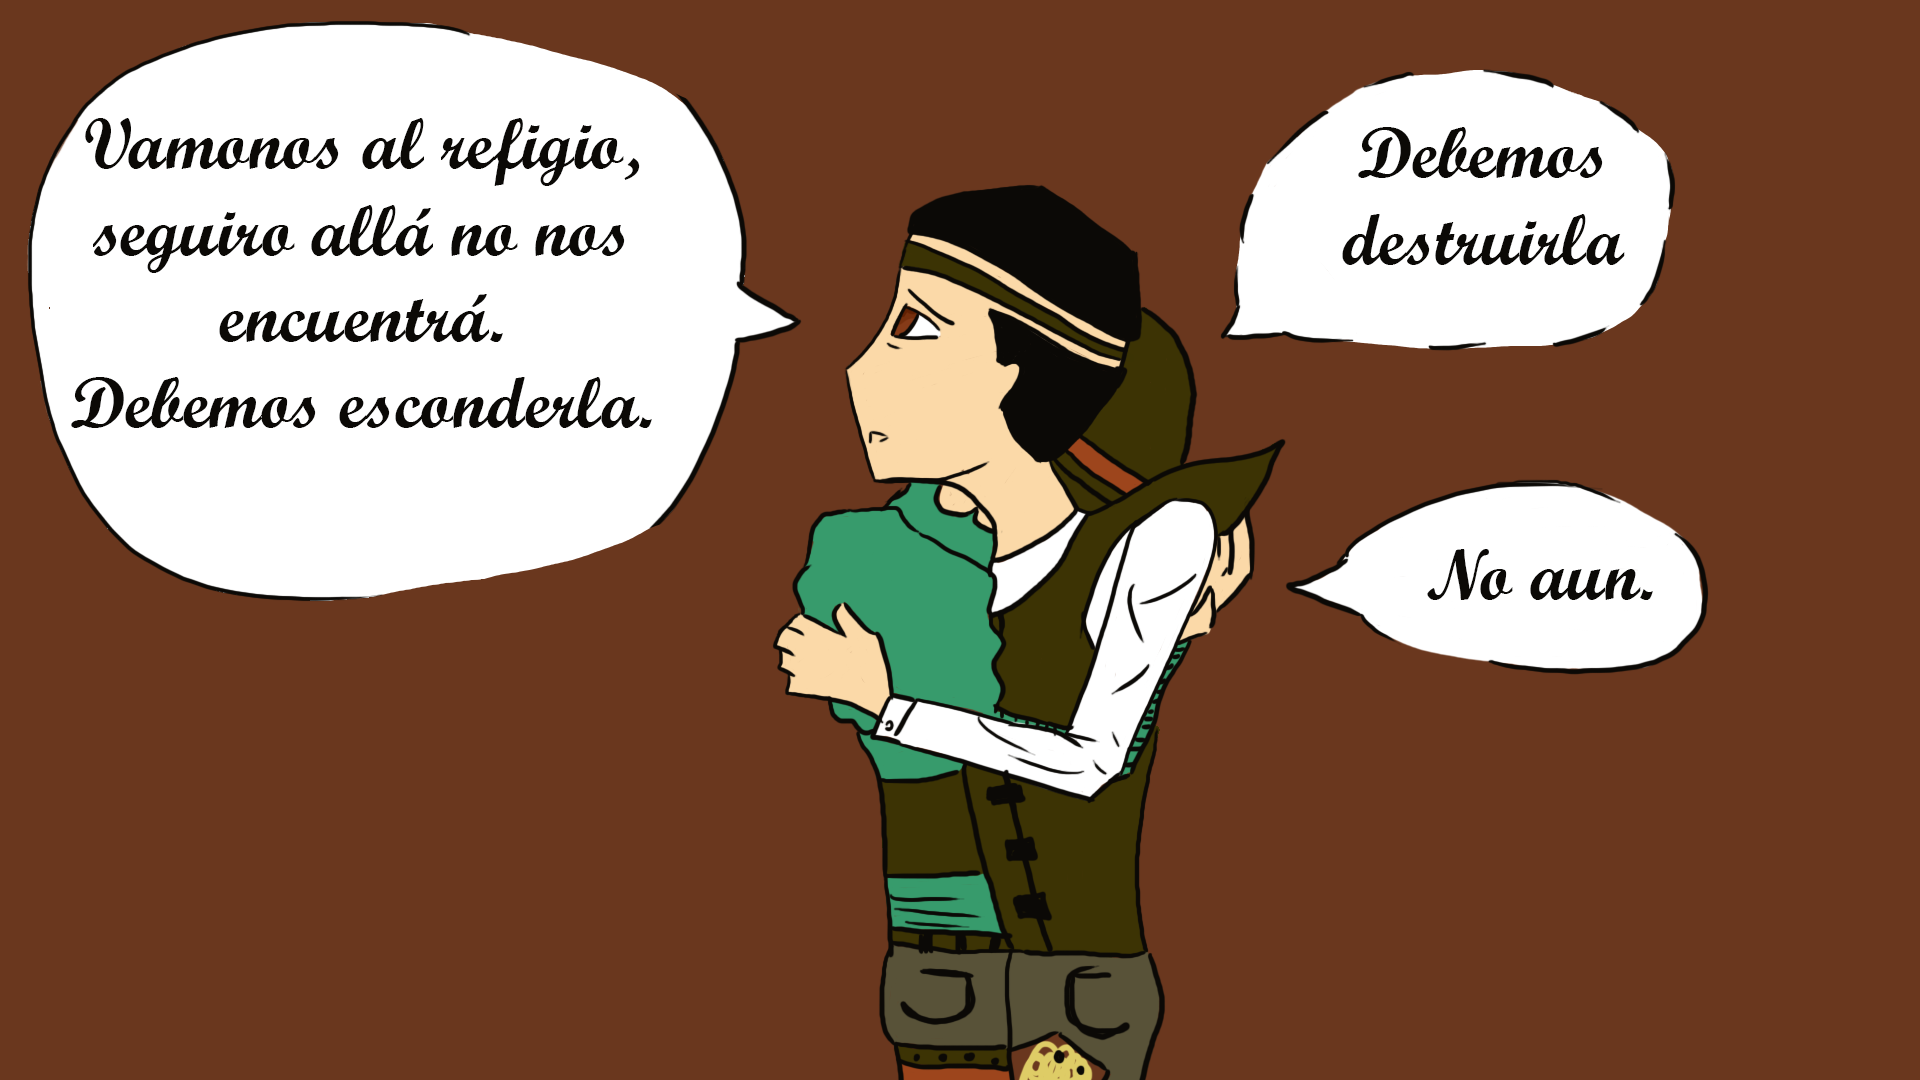 Vamonos al refigio,
seguiro allá no nos
encuentrá.
Debemos esconderla.
Debemos
destruirla
No aun.